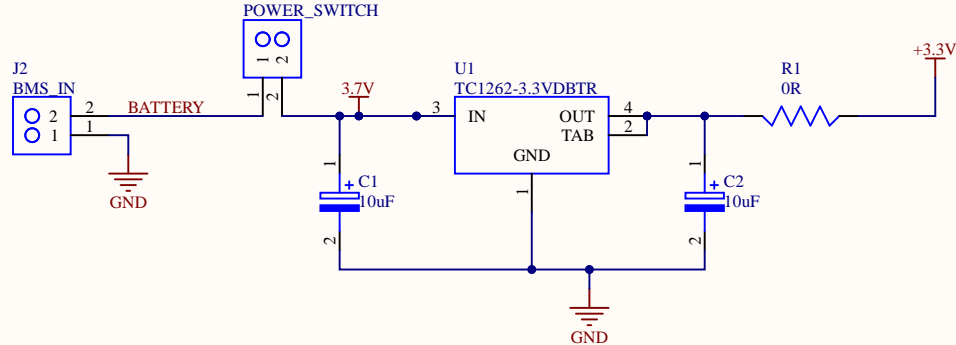 POWER_SWITCH
1 2
1 2
J2
BMS_IN
2 2
1 1
BATTERY
GND
3.7V
U1
TC1262-3.3VDBTR
3 IN
OUT 4
TAB 2
GND
1
1
+ C1
10uF
2
1
+ C2
10uF
2
GND
R1
0R
+3.3V